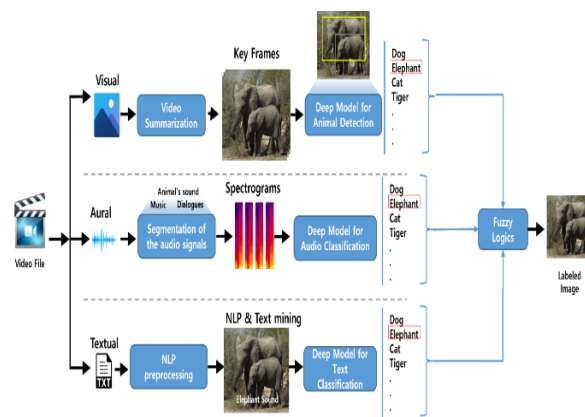 Key Frames
Visual
Video
Summarization
Deep Model for
Animal Detection
Dog
Elephant
Cat
Tiger
.
.
.
Animal's sound
Music Dialogues
Spectrograms
Aural
Segmentation of
the audio signals
Deep Model for
Audio Classification
Dog
Elephant
Cat
Tiger
.
.
.
Video File
Fuzzy
Logics
Labeled
Image
NLP & Text mining
Textual
TXT
NLP
preprocessing
Elephant Sound
Deep Model for
Text
Classification
Dog
Elephant
Cat
Tiger
.
.
.